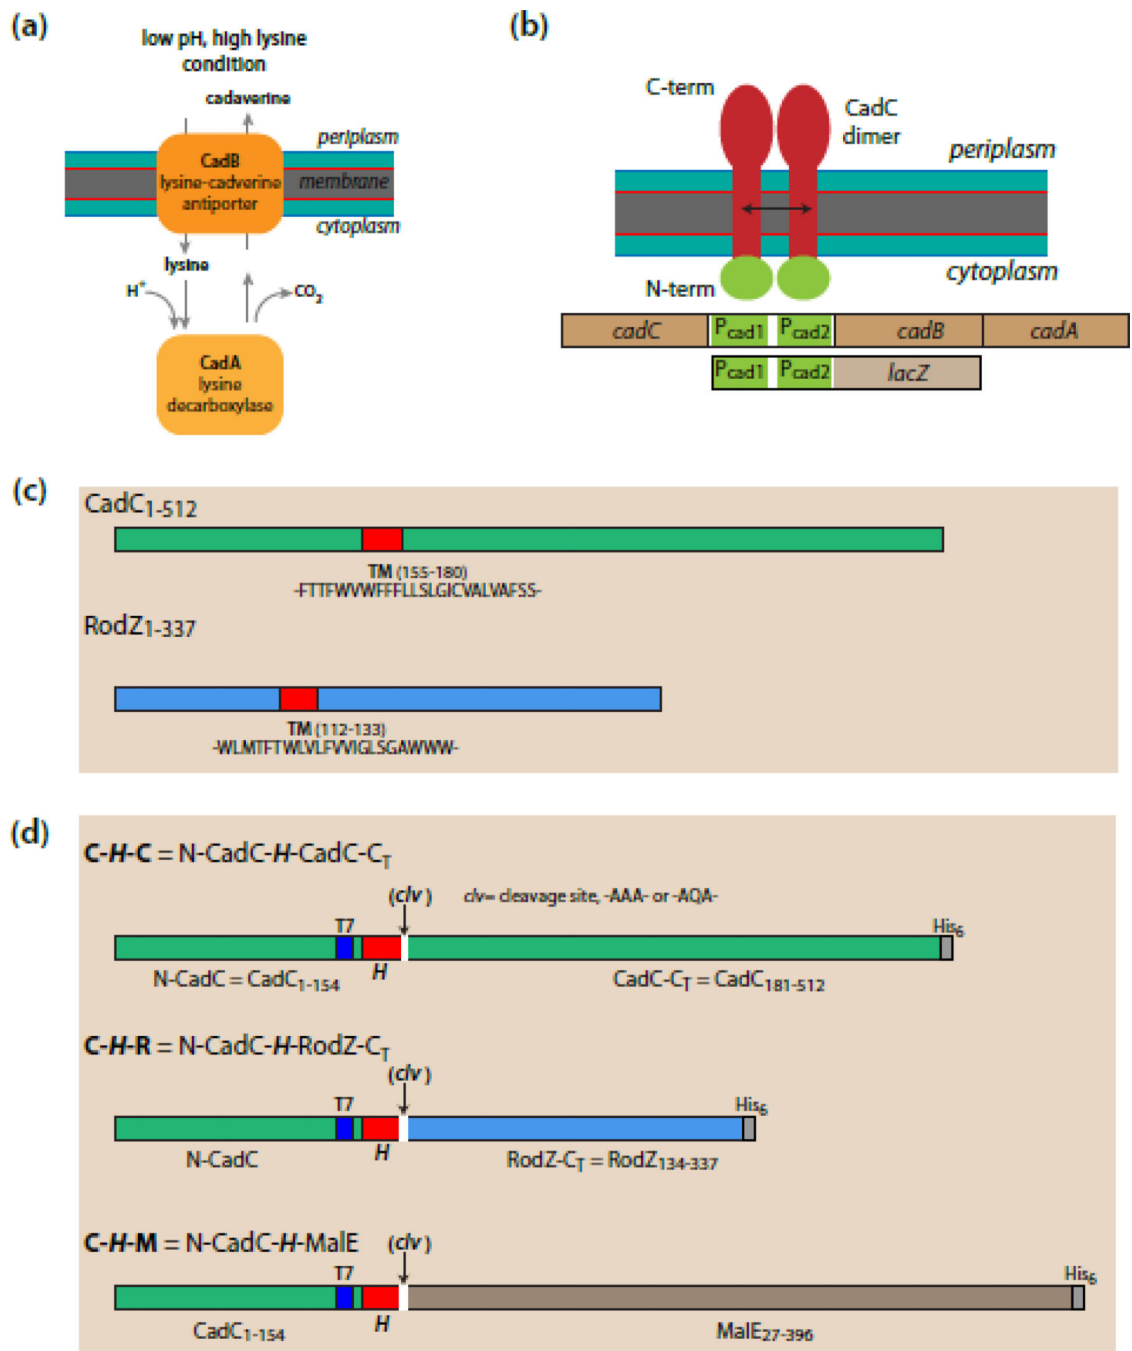 (a)
low pH, high lysine
condition
cadaverine
periplasm
CadB
lysine-cadverine
antiporter
membrane
cytoplasm
lysine
H+
CO2
CadA
lysine
decarboxylase
(b)
C-term
CadC
dimer
periplasm
cytoplasm
N-term
cadC Pcad1 Pcad2 cadB cadA
Pcad1 Pcad2 lacZ
(c)
CadC1-512
TM (155-180)
-FTTFWVWFFFLLSLGICVALVAFSS-
RodZ1-337
TM (112-133)
-WLMTFTWLVLFVVIGLSGAWWW-
(d)
C-H-C = N-CadC-H-CadC-CT
(clv) clv= cleavage site, -AAA- or -AQA-
T7 His6
N-CadC = CadC1-154 H CadC-CT = CadC181-512
C-H-R = N-CadC-H-RodZ-CT
(clv)
T7 His6
N-CadC H RodZ-CT = RodZ134-337
C-H-M = N-CadC-H-MalE (clv)
T7 His6
CadC1-154 H MalE27-396